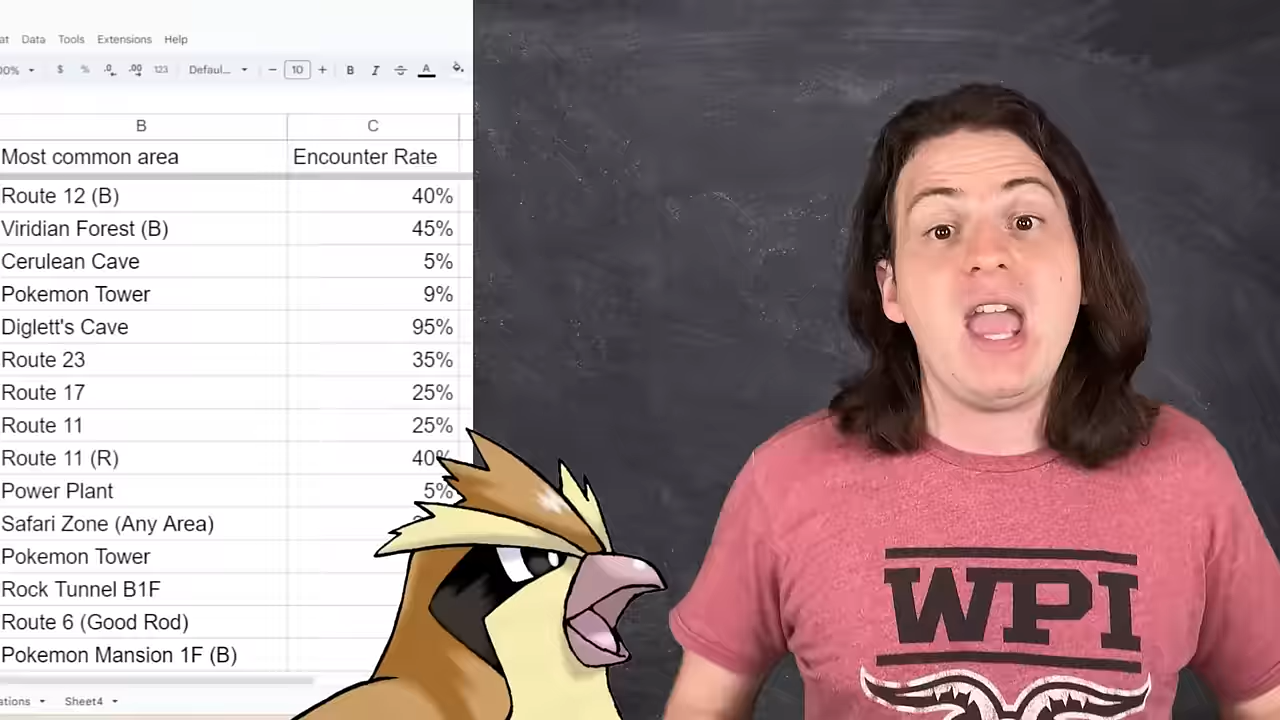 at Data Tools Extensions Help
00% $ % .0 .00 123 Defaul... − 10 + B I S A
B C
Most common area Encounter Rate
Route 12 (B) 40%
Viridian Forest (B) 45%
Cerulean Cave 5%
Pokemon Tower 9%
Diglett's Cave 95%
Route 23 35%
Route 17 25%
Route 11 25%
Route 11 (R) 40%
Power Plant 5%
Safari Zone (Any Area)
Pokemon Tower
Rock Tunnel B1F
Route 6 (Good Rod)
Pokemon Mansion 1F (B)
ations Sheet4
WPI